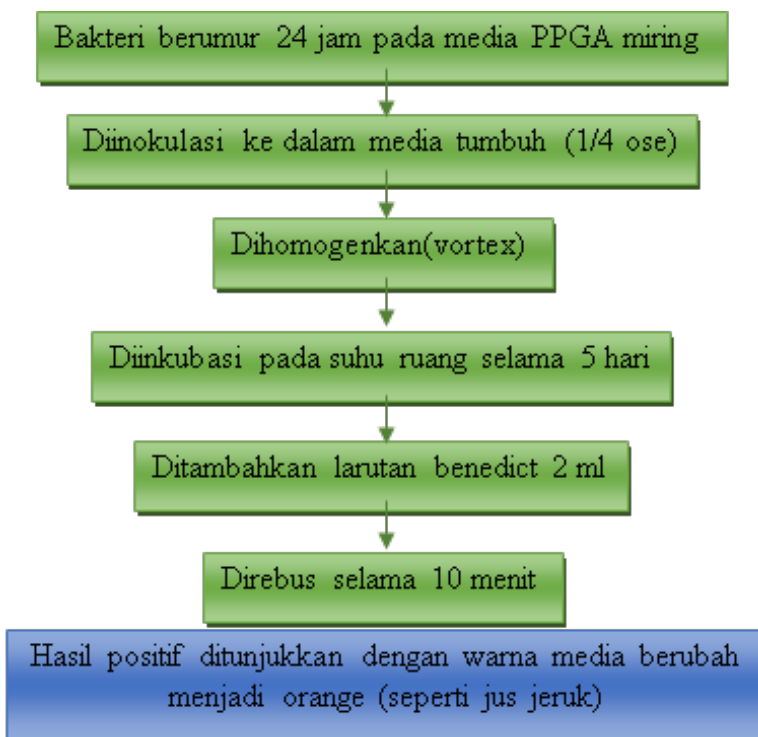 Bakteri berumur 24 jam pada media PPGA miring
Diinokulasi ke dalam media tumbuh (1/4 ose)
Dihomogenkan(vortex)
Diinkubasi pada suhu ruang selama 5 hari
Ditambahkan larutan benedict 2 ml
Direbus selama 10 menit
Hasil positif ditunjukkan dengan warna media berubah
menjadi orange (seperti jus jeruk)